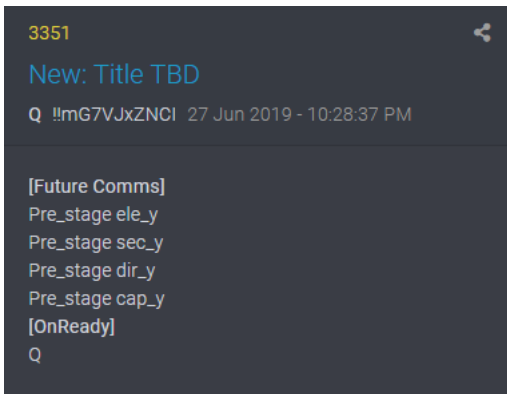 3351
New: Title TBD
Q !!mG7VJxZNCI 27 Jun 2019 - 10:28:37 PM
[Future Comms]
Pre_stage ele_y
Pre_stage sec_y
Pre_stage dir_y
Pre_stage cap_y
[OnReady]
Q